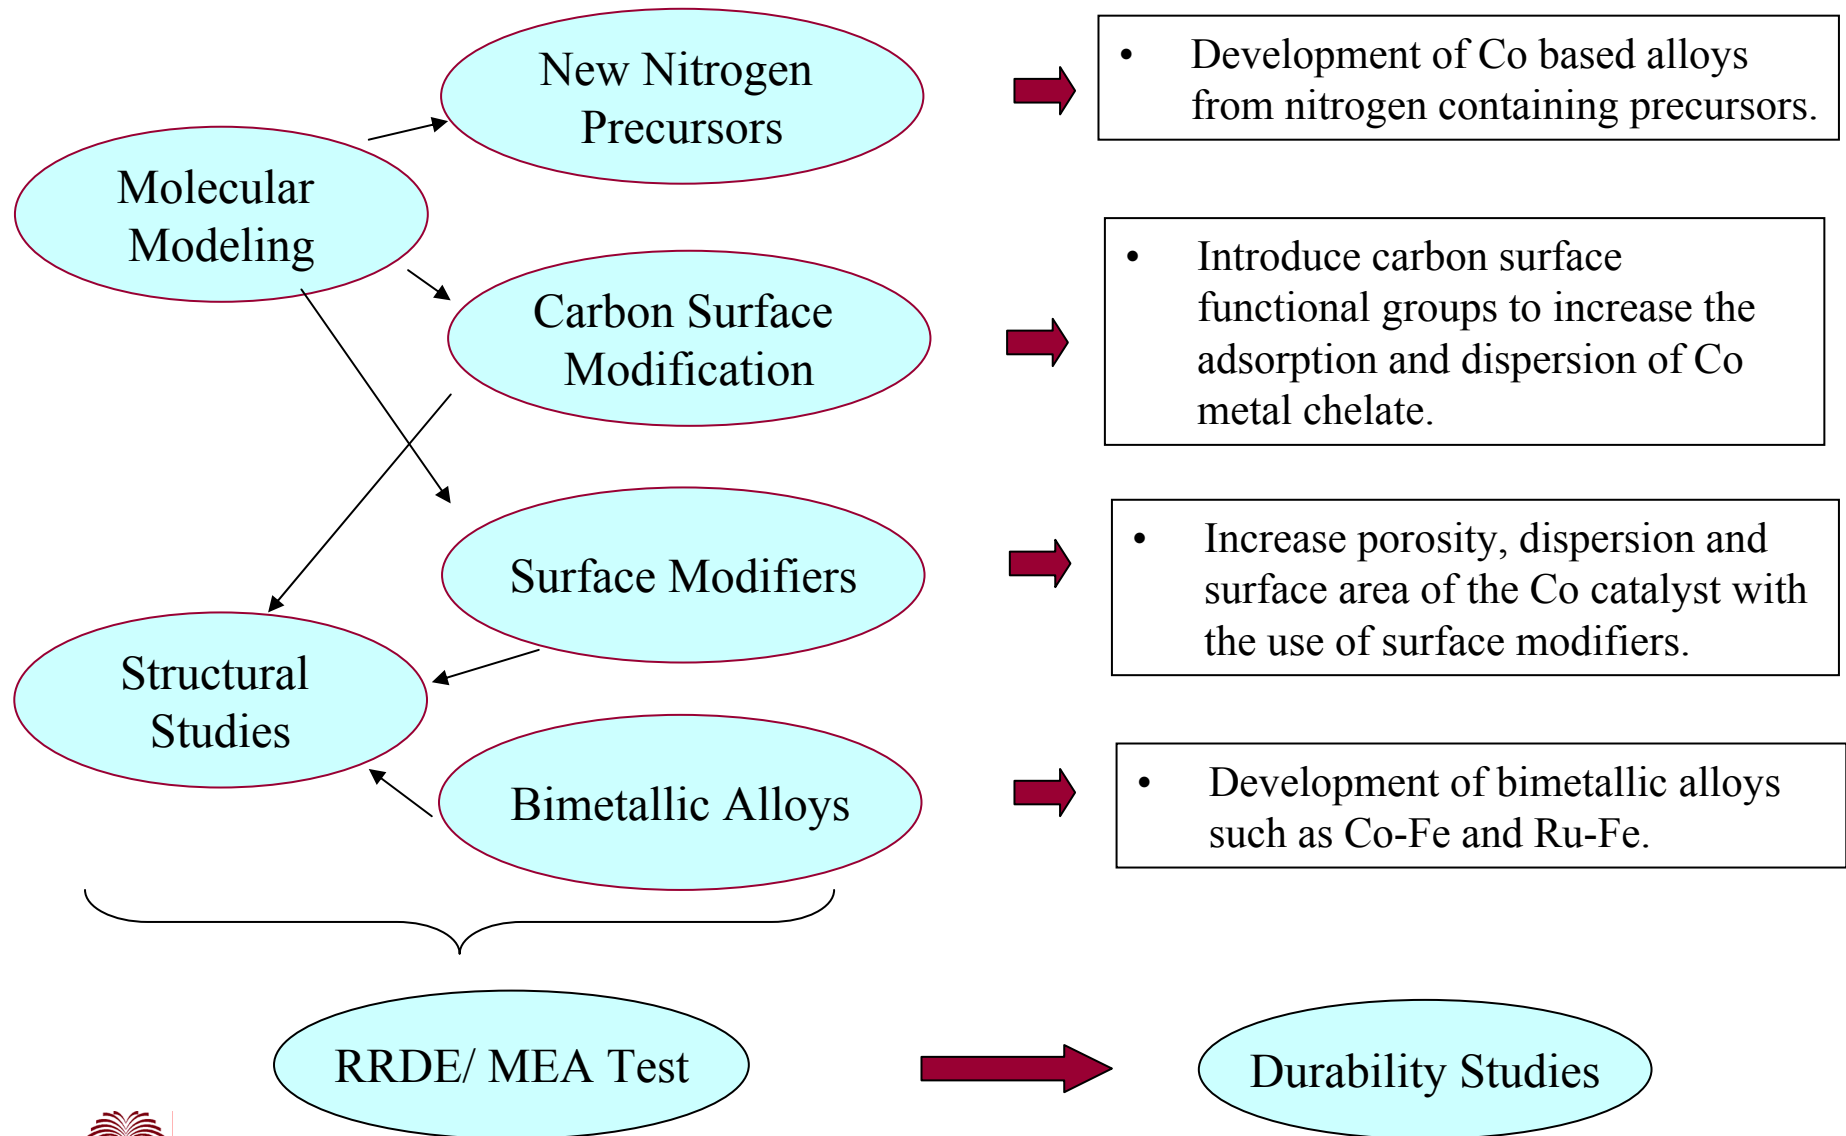 New Nitrogen
Precursors
• Development of Co based alloys
from nitrogen containing precursors.
Molecular
Modeling
Carbon Surface
Modification
• Introduce carbon surface
functional groups to increase the
adsorption and dispersion of Co
metal chelate.
Surface Modifiers
• Increase porosity, dispersion and
surface area of the Co catalyst with
the use of surface modifiers.
Structural
Studies
Bimetallic Alloys
• Development of bimetallic alloys
such as Co-Fe and Ru-Fe.
RRDE/ MEA Test
Durability Studies